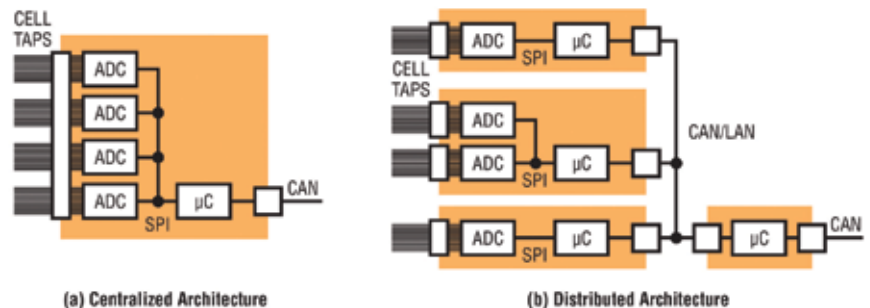 CELL
TAPS
ADC
ADC
ADC
ADC
SPI
µC
CAN
(a) Centralized Architecture
ADC
SPI
µC
CELL
TAPS
ADC
ADC
SPI
µC
CAN/LAN
ADC
SPI
µC
µC
CAN
(b) Distributed Architecture